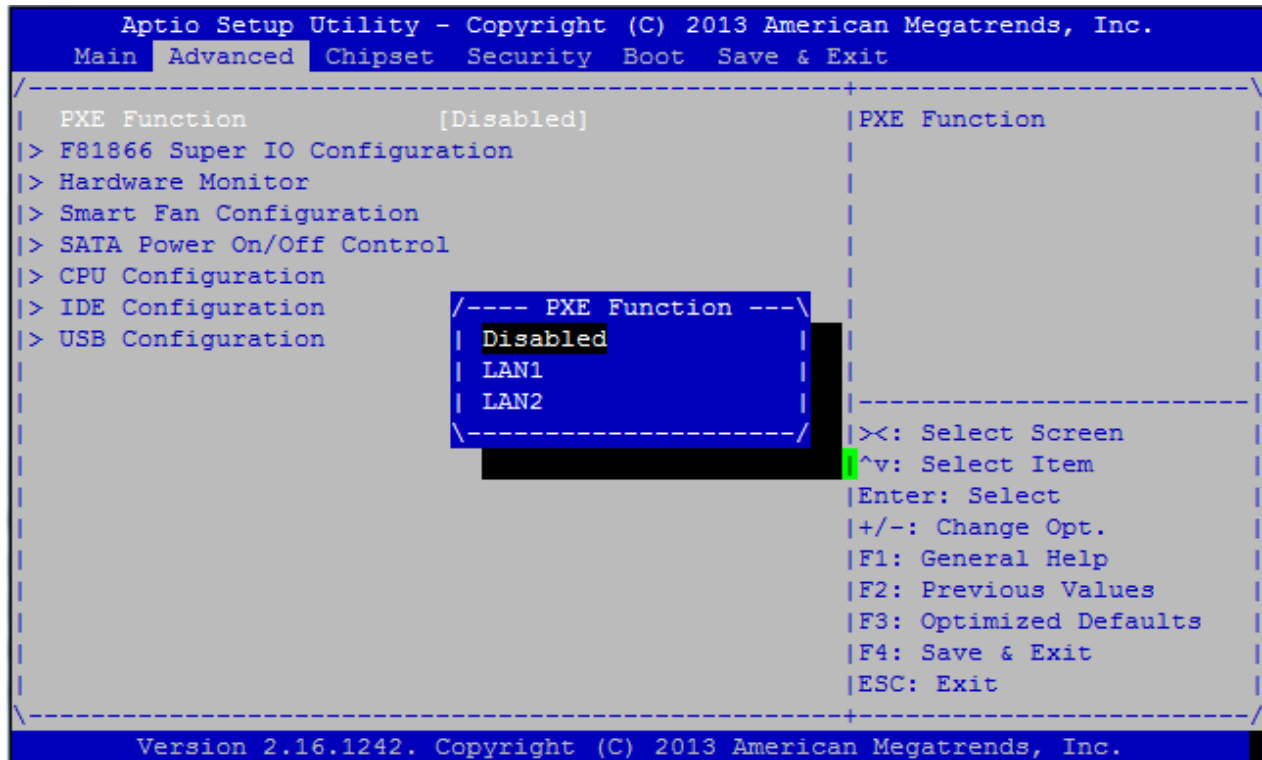 Aptio Setup Utility - Copyright (C) 2013 American Megatrends, Inc.
Main Advanced Chipset Security Boot Save & Exit
/----------------------------------------------------+-------------------------\
| PXE Function [Disabled] |PXE Function |
|> F81866 Super IO Configuration | |
|> Hardware Monitor | |
|> Smart Fan Configuration | |
|> SATA Power On/Off Control | |
|> CPU Configuration | |
|> IDE Configuration /---- PXE Function ---\ | |
|> USB Configuration | Disabled | | |
| | LAN1 | | |
| | LAN2 | |-------------------------|
| \---------------------/ |><: Select Screen |
| |^v: Select Item |
| |Enter: Select |
| |+/-: Change Opt. |
| |F1: General Help |
| |F2: Previous Values |
| |F3: Optimized Defaults |
| |F4: Save & Exit |
| |ESC: Exit |
\----------------------------------------------------+-------------------------/
Version 2.16.1242. Copyright (C) 2013 American Megatrends, Inc.